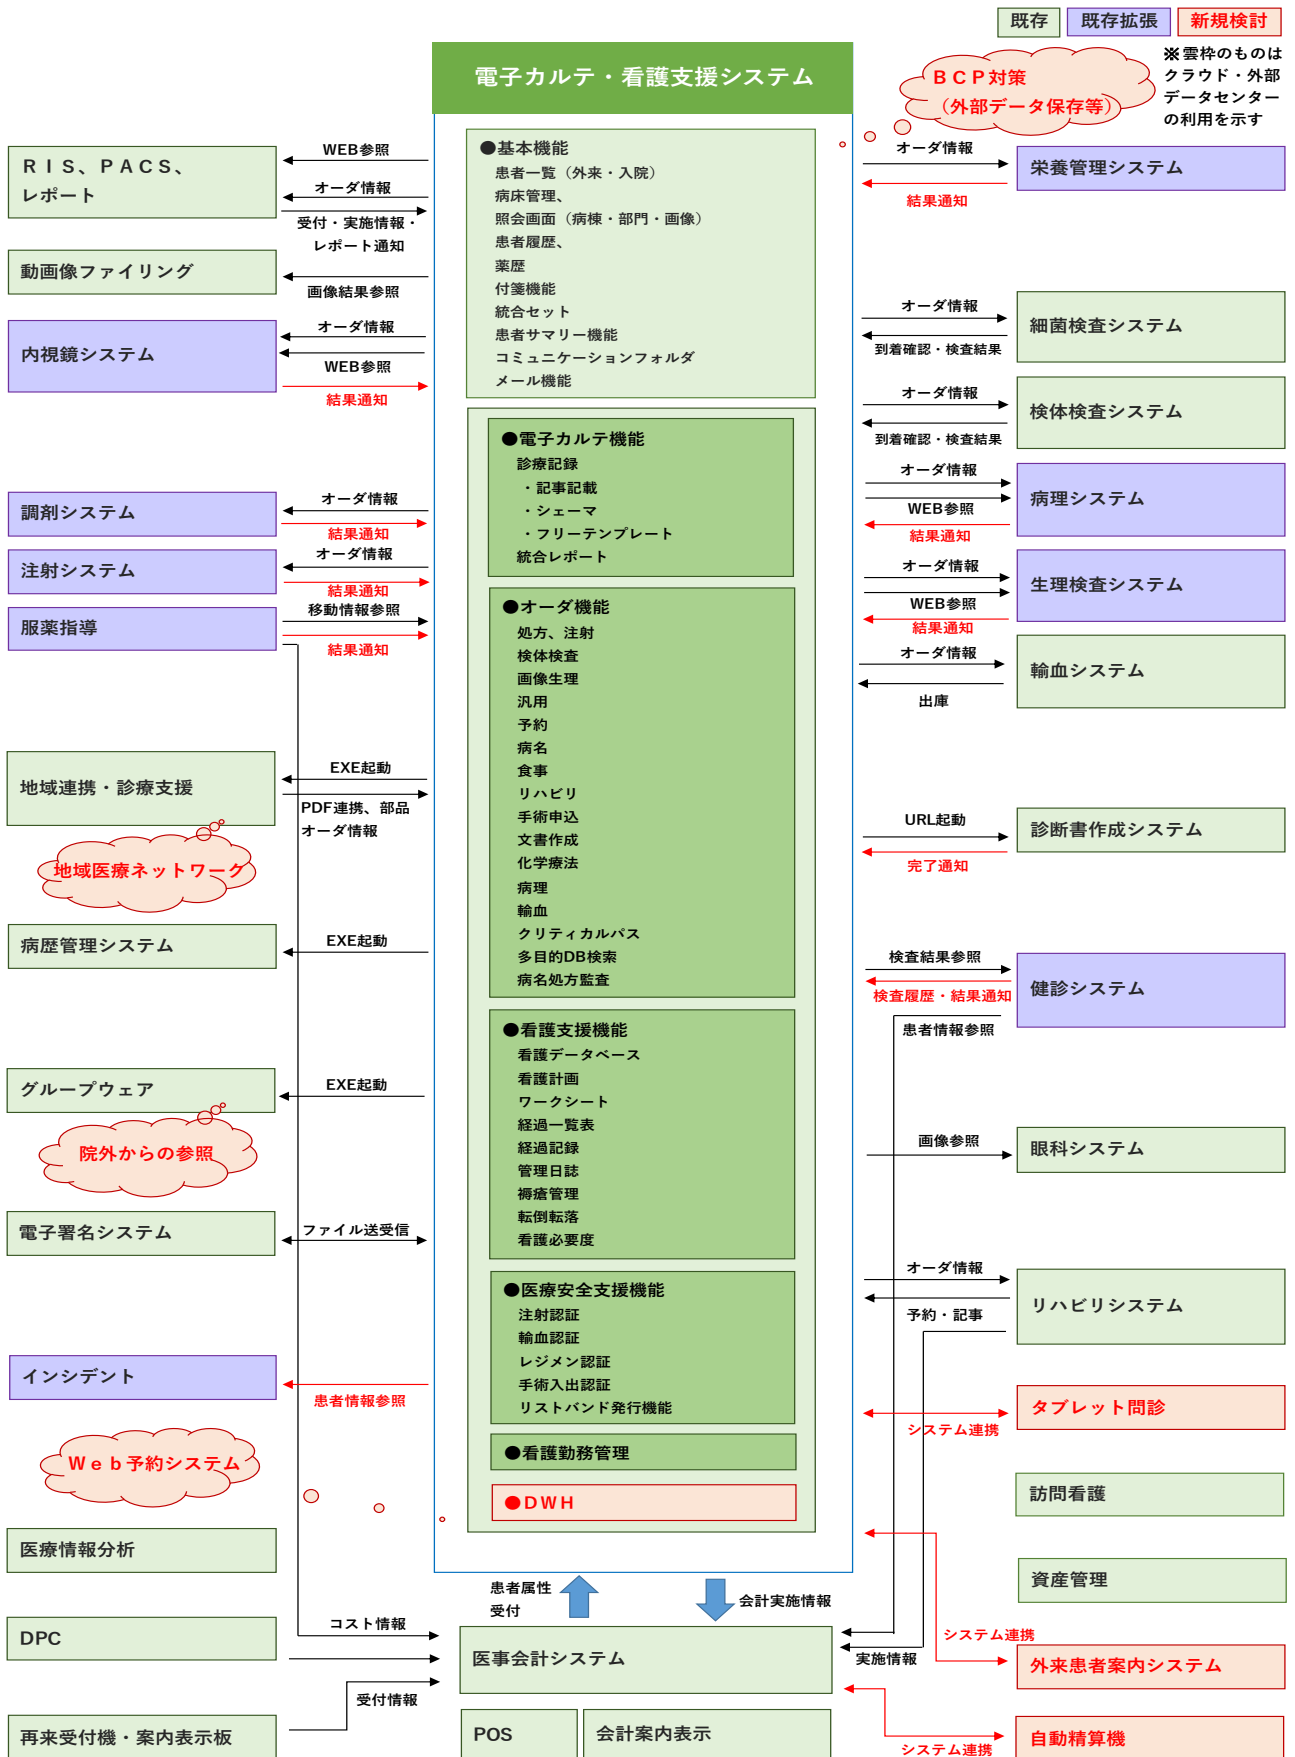 既存
既存拡張
新規検討
※雲枠のものは
クラウド・外部
データセンター
の利用を示す
電子カルテ・看護支援システム
ＢＣＰ対策
（外部データ保存等）
●基本機能
患者一覧（外来・入院）
病床管理、
照会画面（病棟・部門・画像）
患者履歴、
薬歴
付箋機能
統合セット
患者サマリー機能
コミュニケーションフォルダ
メール機能
●電子カルテ機能
診療記録
・記事記載
・シェーマ
・フリーテンプレート
統合レポート
●オーダ機能
処方、注射
検体検査
画像生理
汎用
予約
病名
食事
リハビリ
手術申込
文書作成
化学療法
病理
輸血
クリティカルパス
多目的DB検索
病名処方監査
●看護支援機能
看護データベース
看護計画
ワークシート
経過一覧表
経過記録
管理日誌
褥瘡管理
転倒転落
看護必要度
●医療安全支援機能
注射認証
輸血認証
レジメン認証
手術入出認証
リストバンド発行機能
●看護勤務管理
●ＤＷＨ
ＲＩＳ、ＰＡＣＳ、
レポート
WEB参照
オーダ情報
受付・実施情報・
レポート通知
動画像ファイリング
画像結果参照
内視鏡システム
オーダ情報
WEB参照
結果通知
調剤システム
オーダ情報
結果通知
注射システム
オーダ情報
結果通知
服薬指導
移動情報参照
結果通知
地域連携・診療支援
EXE起動
PDF連携、部品
オーダ情報
地域医療ネットワーク
病歴管理システム
EXE起動
グループウェア
EXE起動
院外からの参照
電子署名システム
ファイル送受信
インシデント
患者情報参照
Ｗｅｂ予約システム
医療情報分析
DPC
コスト情報
再来受付機・案内表示板
受付情報
オーダ情報
結果通知
栄養管理システム
オーダ情報
到着確認・検査結果
細菌検査システム
オーダ情報
到着確認・検査結果
検体検査システム
オーダ情報
WEB参照
結果通知
病理システム
オーダ情報
WEB参照
結果通知
生理検査システム
オーダ情報
出庫
輸血システム
URL起動
完了通知
診断書作成システム
検査結果参照
検査履歴・結果通知
患者情報参照
健診システム
画像参照
眼科システム
オーダ情報
予約・記事
リハビリシステム
タブレット問診
システム連携
訪問看護
資産管理
システム連携
外来患者案内システム
実施情報
自動精算機
システム連携
患者属性
受付
会計実施情報
医事会計システム
POS
会計案内表示